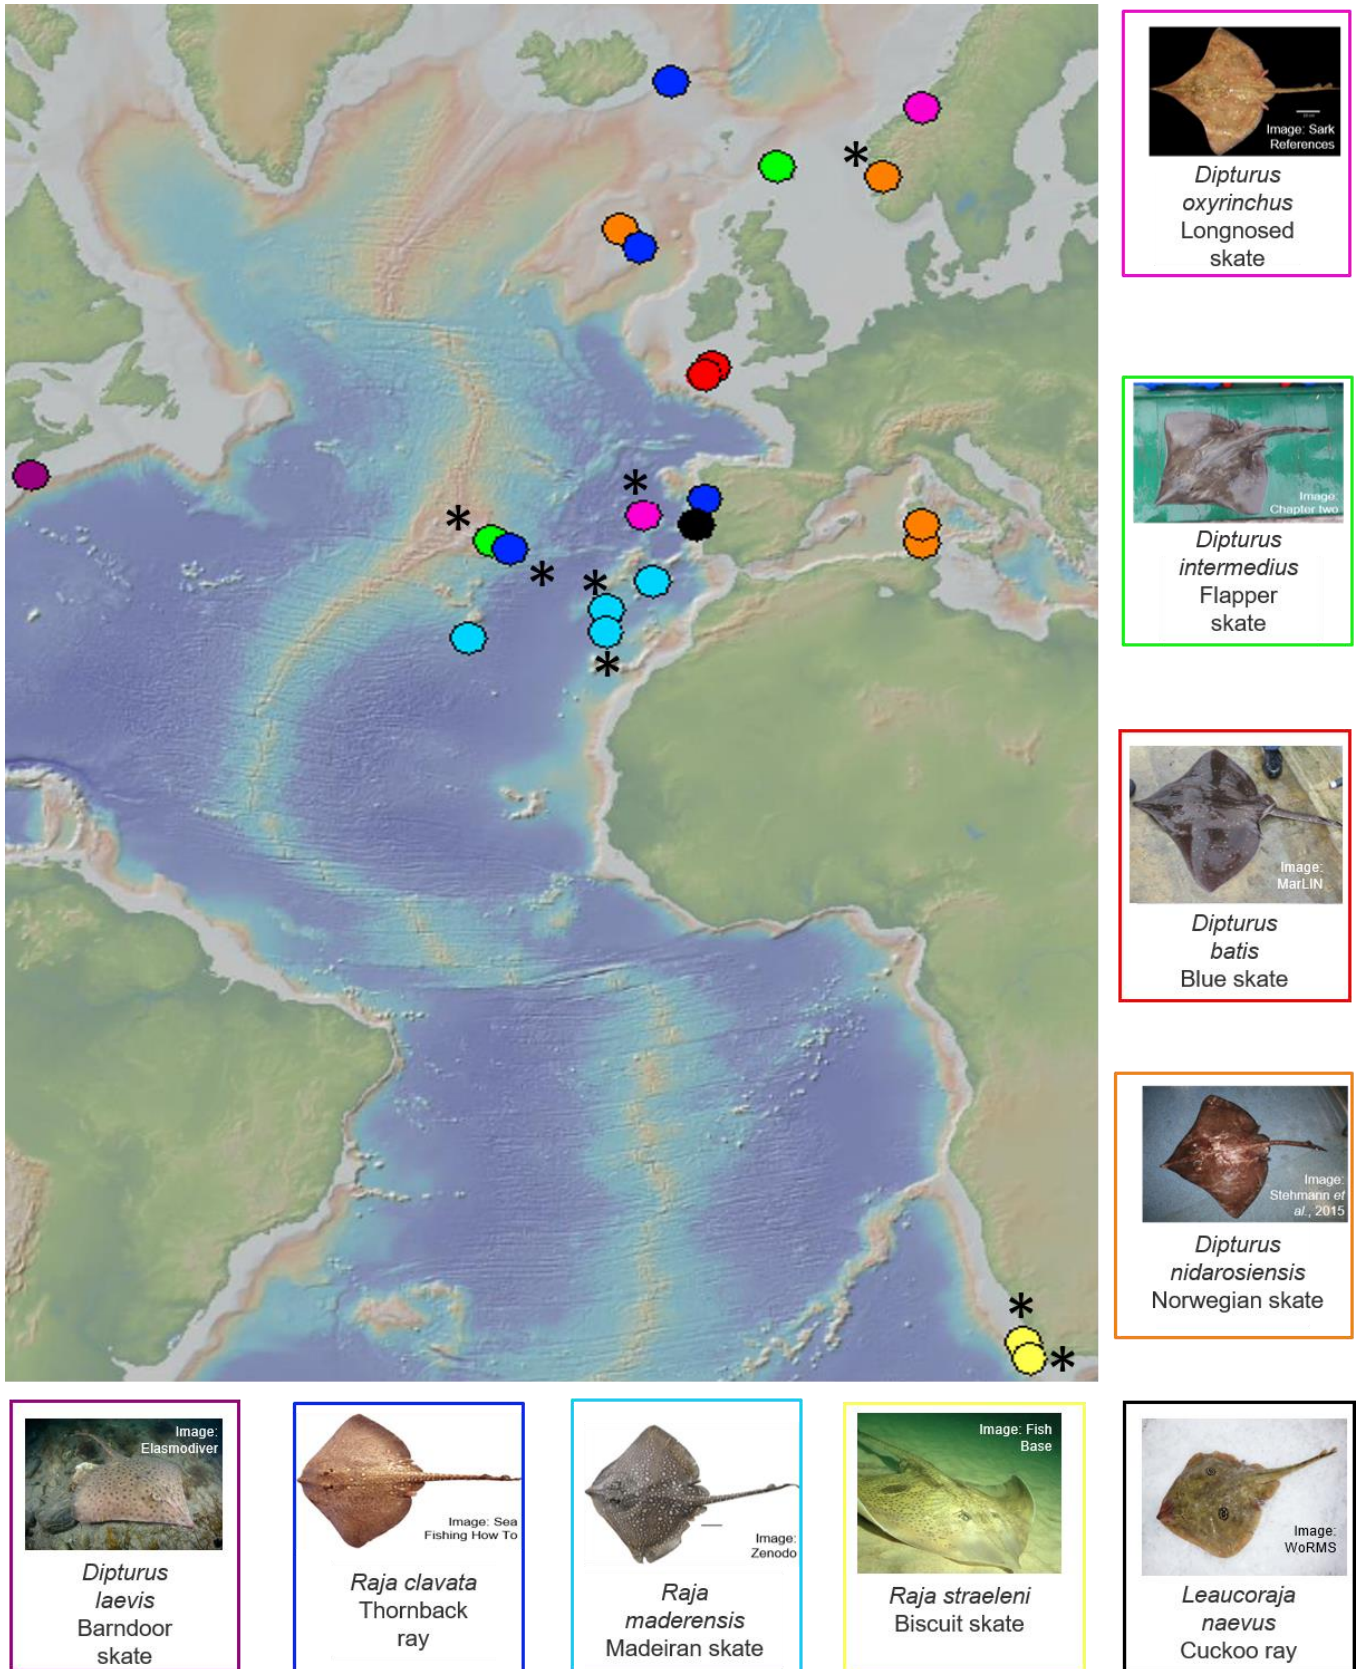 *
*
*
*
*
*
*
*
Image: Sark
References
Dipturus
oxyrinchus
Longnosed
skate
Image:
Chapter two
Dipturus
intermedius
Flapper
skate
Image:
MarLIN
Dipturus
batis
Blue skate
Image:
Stehmann et
al., 2015
Dipturus
nidarosiensis
Norwegian skate
Image:
Elasmodiver
Dipturus
laevis
Barndoor
skate
Image: Sea
Fishing How To
Raja clavata
Thornback
ray
Image:
Zenodo
Raja
maderensis
Madeiran skate
Image: Fish
Base
Raja straeleni
Biscuit skate
Image:
WoRMS
Leaucoraja
naevus
Cuckoo ray